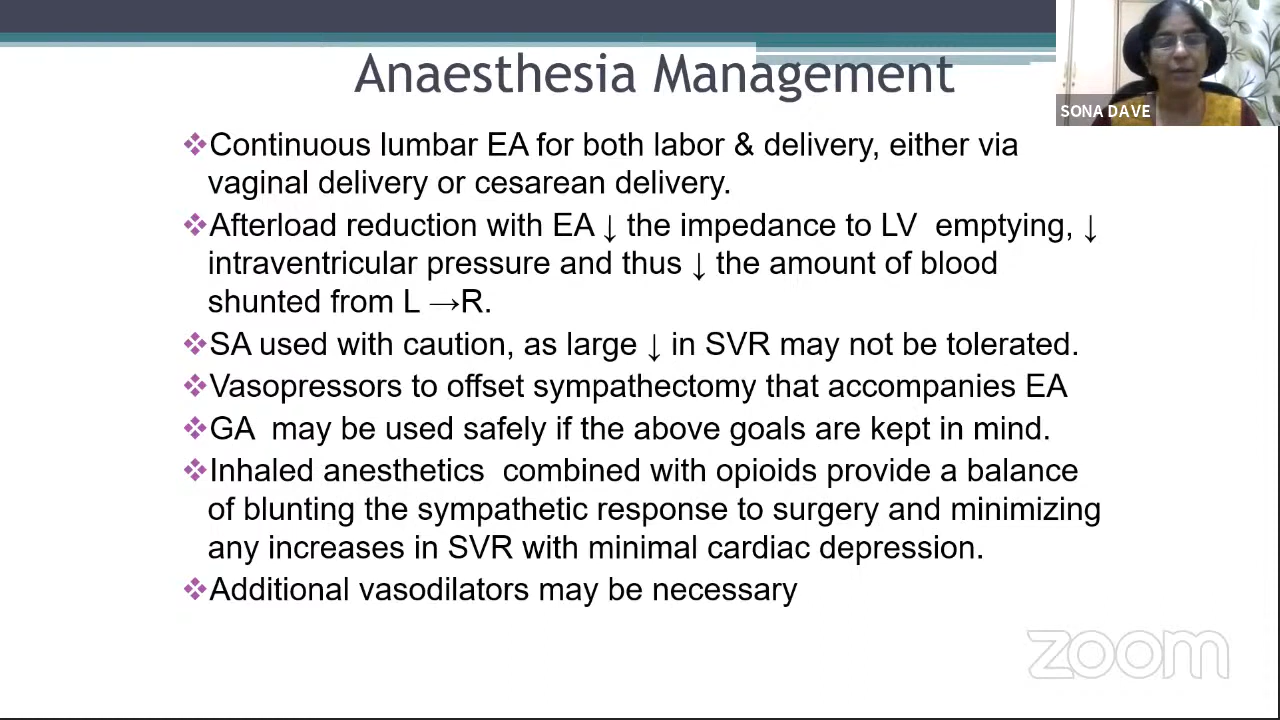 Anaesthesia Management
SONA DAVE
❖Continuous lumbar EA for both labor & delivery, either via
vaginal delivery or cesarean delivery.
❖Afterload reduction with EA ↓ the impedance to LV emptying, ↓
intraventricular pressure and thus ↓ the amount of blood
shunted from L →R.
❖SA used with caution, as large ↓ in SVR may not be tolerated.
❖Vasopressors to offset sympathectomy that accompanies EA
❖GA may be used safely if the above goals are kept in mind.
❖Inhaled anesthetics combined with opioids provide a balance
of blunting the sympathetic response to surgery and minimizing
any increases in SVR with minimal cardiac depression.
❖Additional vasodilators may be necessary
zoom